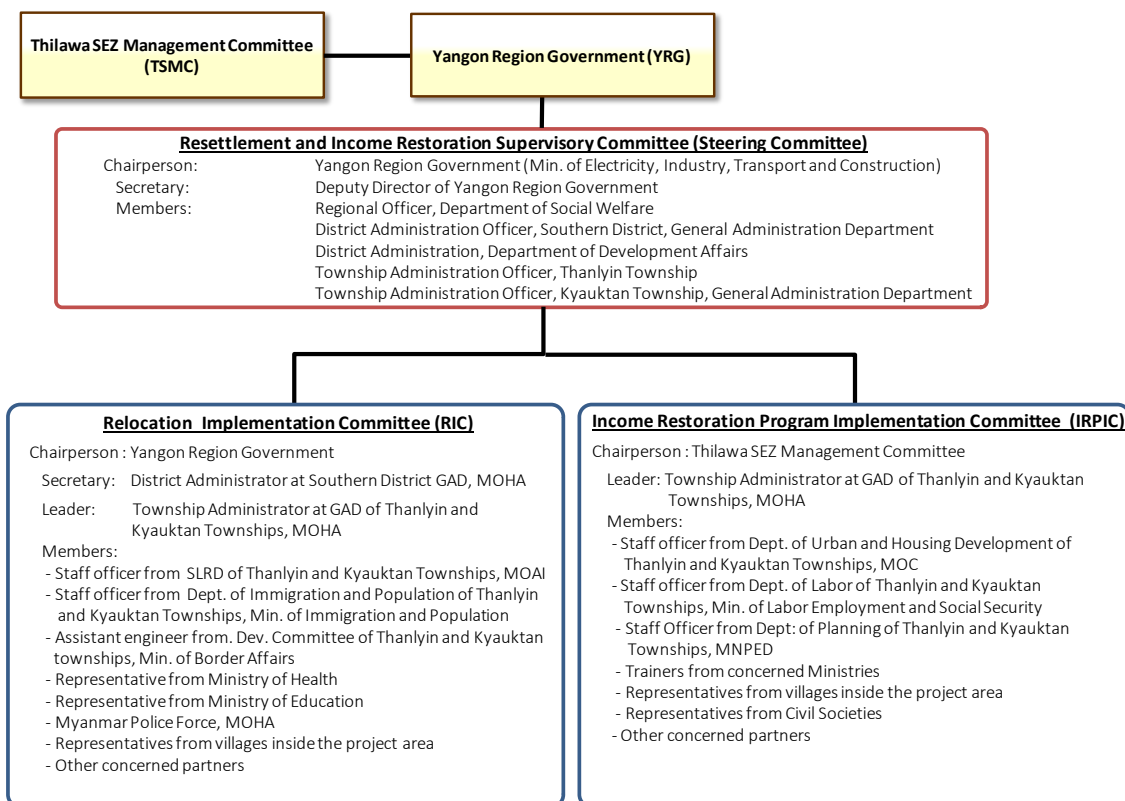 Thilawa SEZ Management Committee
(TSMC)
Yangon Region Government (YRG)
Resettlement and Income Restoration Supervisory Committee (Steering Committee)
Chairperson: Yangon Region Government (Min. of Electricity, Industry, Transport and Construction)
Secretary: Deputy Director of Yangon Region Government
Members: Regional Officer, Department of Social Welfare
District Administration Officer, Southern District, General Administration Department
District Administration, Department of Development Affairs
Township Administration Officer, Thanlyin Township
Township Administration Officer, Kyauktan Township, General Administration Department
Relocation Implementation Committee (RIC)
Chairperson : Yangon Region Government
Secretary: District Administrator at Southern District GAD, MOHA
Leader: Township Administrator at GAD of Thanlyin and
Kyauktan Townships, MOHA
Members:
- Staff officer from SLRD of Thanlyin and Kyauktan Townships, MOAI
- Staff officer from Dept. of Immigration and Population of Thanlyin
and Kyauktan Townships, Min. of Immigration and Population
- Assistant engineer from. Dev. Committee of Thanlyin and Kyauktan
townships, Min. of Border Affairs
- Representative from Ministry of Health
- Representative from Ministry of Education
- Myanmar Police Force, MOHA
- Representatives from villages inside the project area
- Other concerned partners
Income Restoration Program Implementation Committee (IRPIC)
Chairperson : Thilawa SEZ Management Committee
Leader: Township Administrator at GAD of Thanlyin and Kyauktan
Townships, MOHA
Members:
- Staff officer from Dept. of Urban and Housing Development of
Thanlyin and Kyauktan Townships, MOC
- Staff officer from Dept. of Labor of Thanlyin and Kyauktan
Townships, Min. of Labor Employment and Social Security
- Staff Officer from Dept: of Planning of Thanlyin and Kyauktan
Townships, MNPED
- Trainers from concerned Ministries
- Representatives from villages inside the project area
- Representatives from Civil Societies
- Other concerned partners